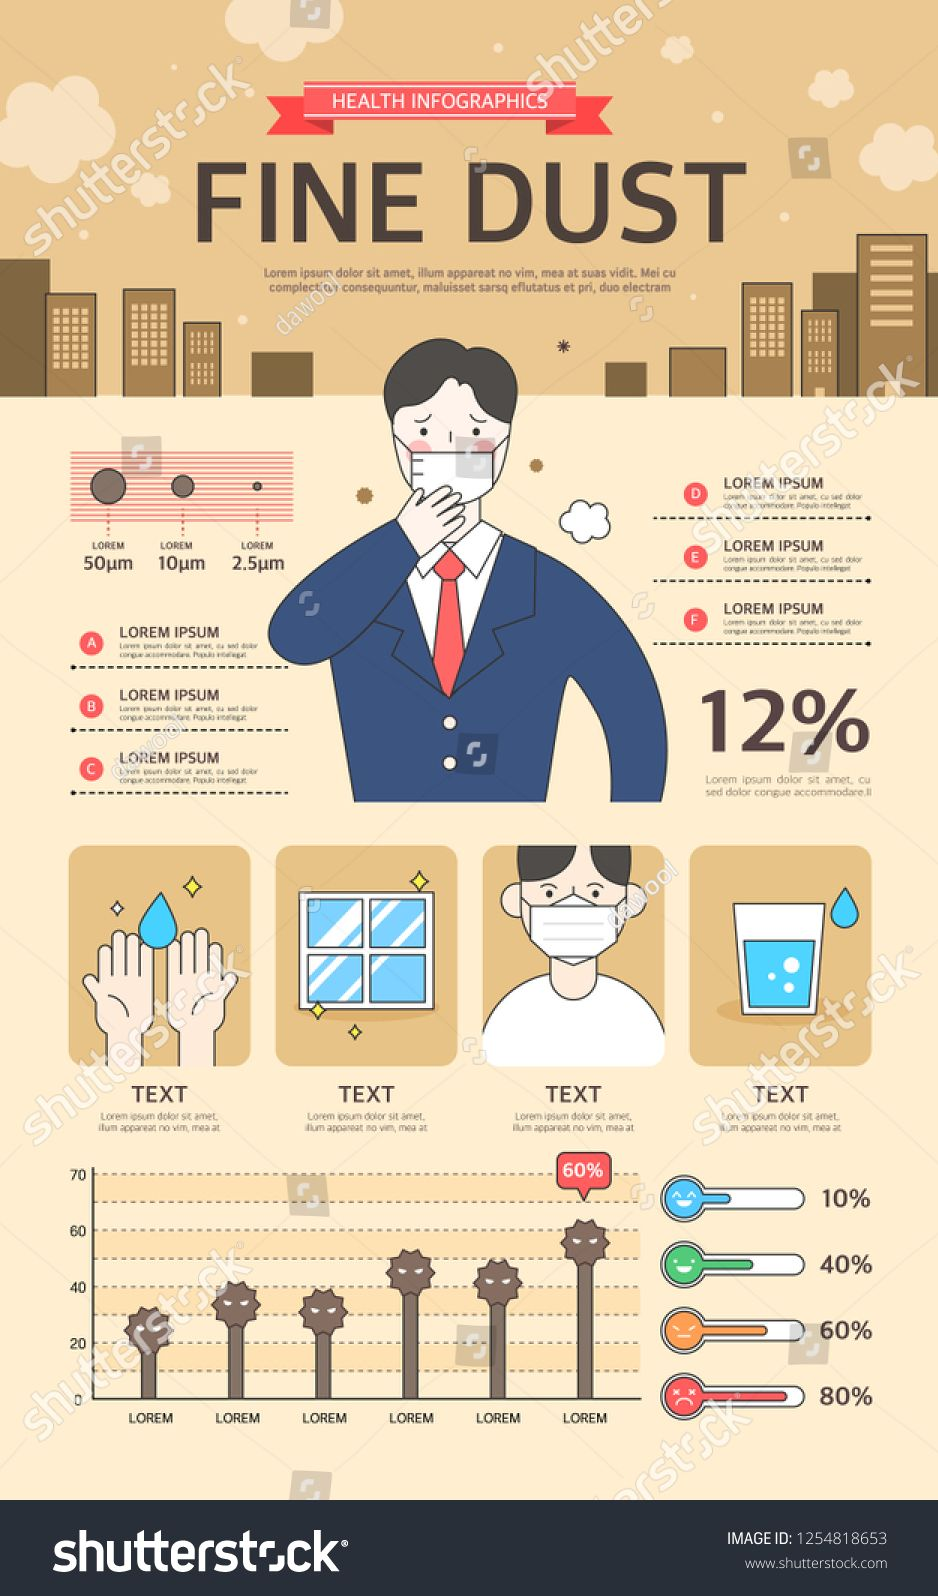 HEALTH INFOGRAPHICS
FINE DUST
Lorem ipsum dolor sit amet, illum appareat no vim, mea at suas vidit. Mei cu
complectitur consequuntur, maluisset sarsq eflutatus et pri, duo electram
LOREM
50μm
LOREM
10μm
LOREM
2.5μm
A
LOREM IPSUM
Lorem ipsum dolor sit amet, cu sed dolor
congue accommodare. Populo intellegat
B
LOREM IPSUM
Lorem ipsum dolor sit amet, cu sed dolor
congue accommodare. Populo intellegat
C
LOREM IPSUM
Lorem ipsum dolor sit amet, cu sed dolor
congue accommodare. Populo intellegat
D
LOREM IPSUM
Lorem ipsum dolor sit amet, cu sed dolor
congue accommodare. Populo intellegat
E
LOREM IPSUM
Lorem ipsum dolor sit amet, cu sed dolor
congue accommodare. Populo intellegat
F
LOREM IPSUM
Lorem ipsum dolor sit amet, cu sed dolor
congue accommodare. Populo intellegat
12%
Lorem ipsum dolor sit amet, cu
sed dolor congue accommodare.ll
TEXT
Lorem ipsum dolor sit amet,
illum appareat no vim, mea at
TEXT
Lorem ipsum dolor sit amet,
illum appareat no vim, mea at
TEXT
Lorem ipsum dolor sit amet,
illum appareat no vim, mea at
TEXT
Lorem ipsum dolor sit amet,
illum appareat no vim, mea at
70
60
40
20
0
60%
LOREM
LOREM
LOREM
LOREM
LOREM
LOREM
10%
40%
60%
80%
shutterstock
dawool
shutterstock
IMAGE ID: 1254818653
www.shutterstock.com